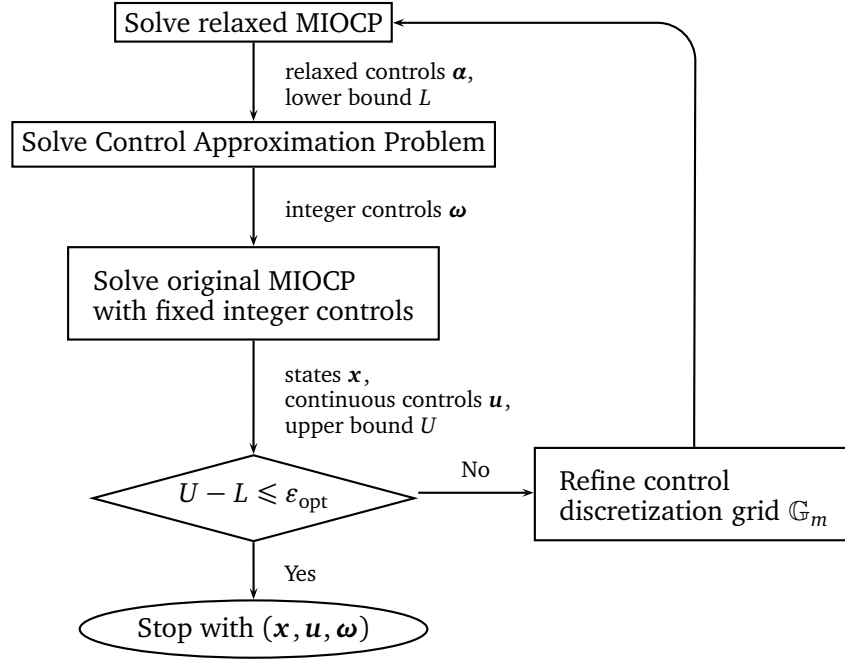 Solve relaxed MIOCP
relaxed controls α,
lower bound L
Solve Control Approximation Problem
integer controls ω
Solve original MIOCP
with fixed integer controls
states x,
continuous controls u,
upper bound U
U − L ⩽ ε_opt
No
Refine control
discretization grid 𝔾_m
Yes
Stop with (x, u, ω)